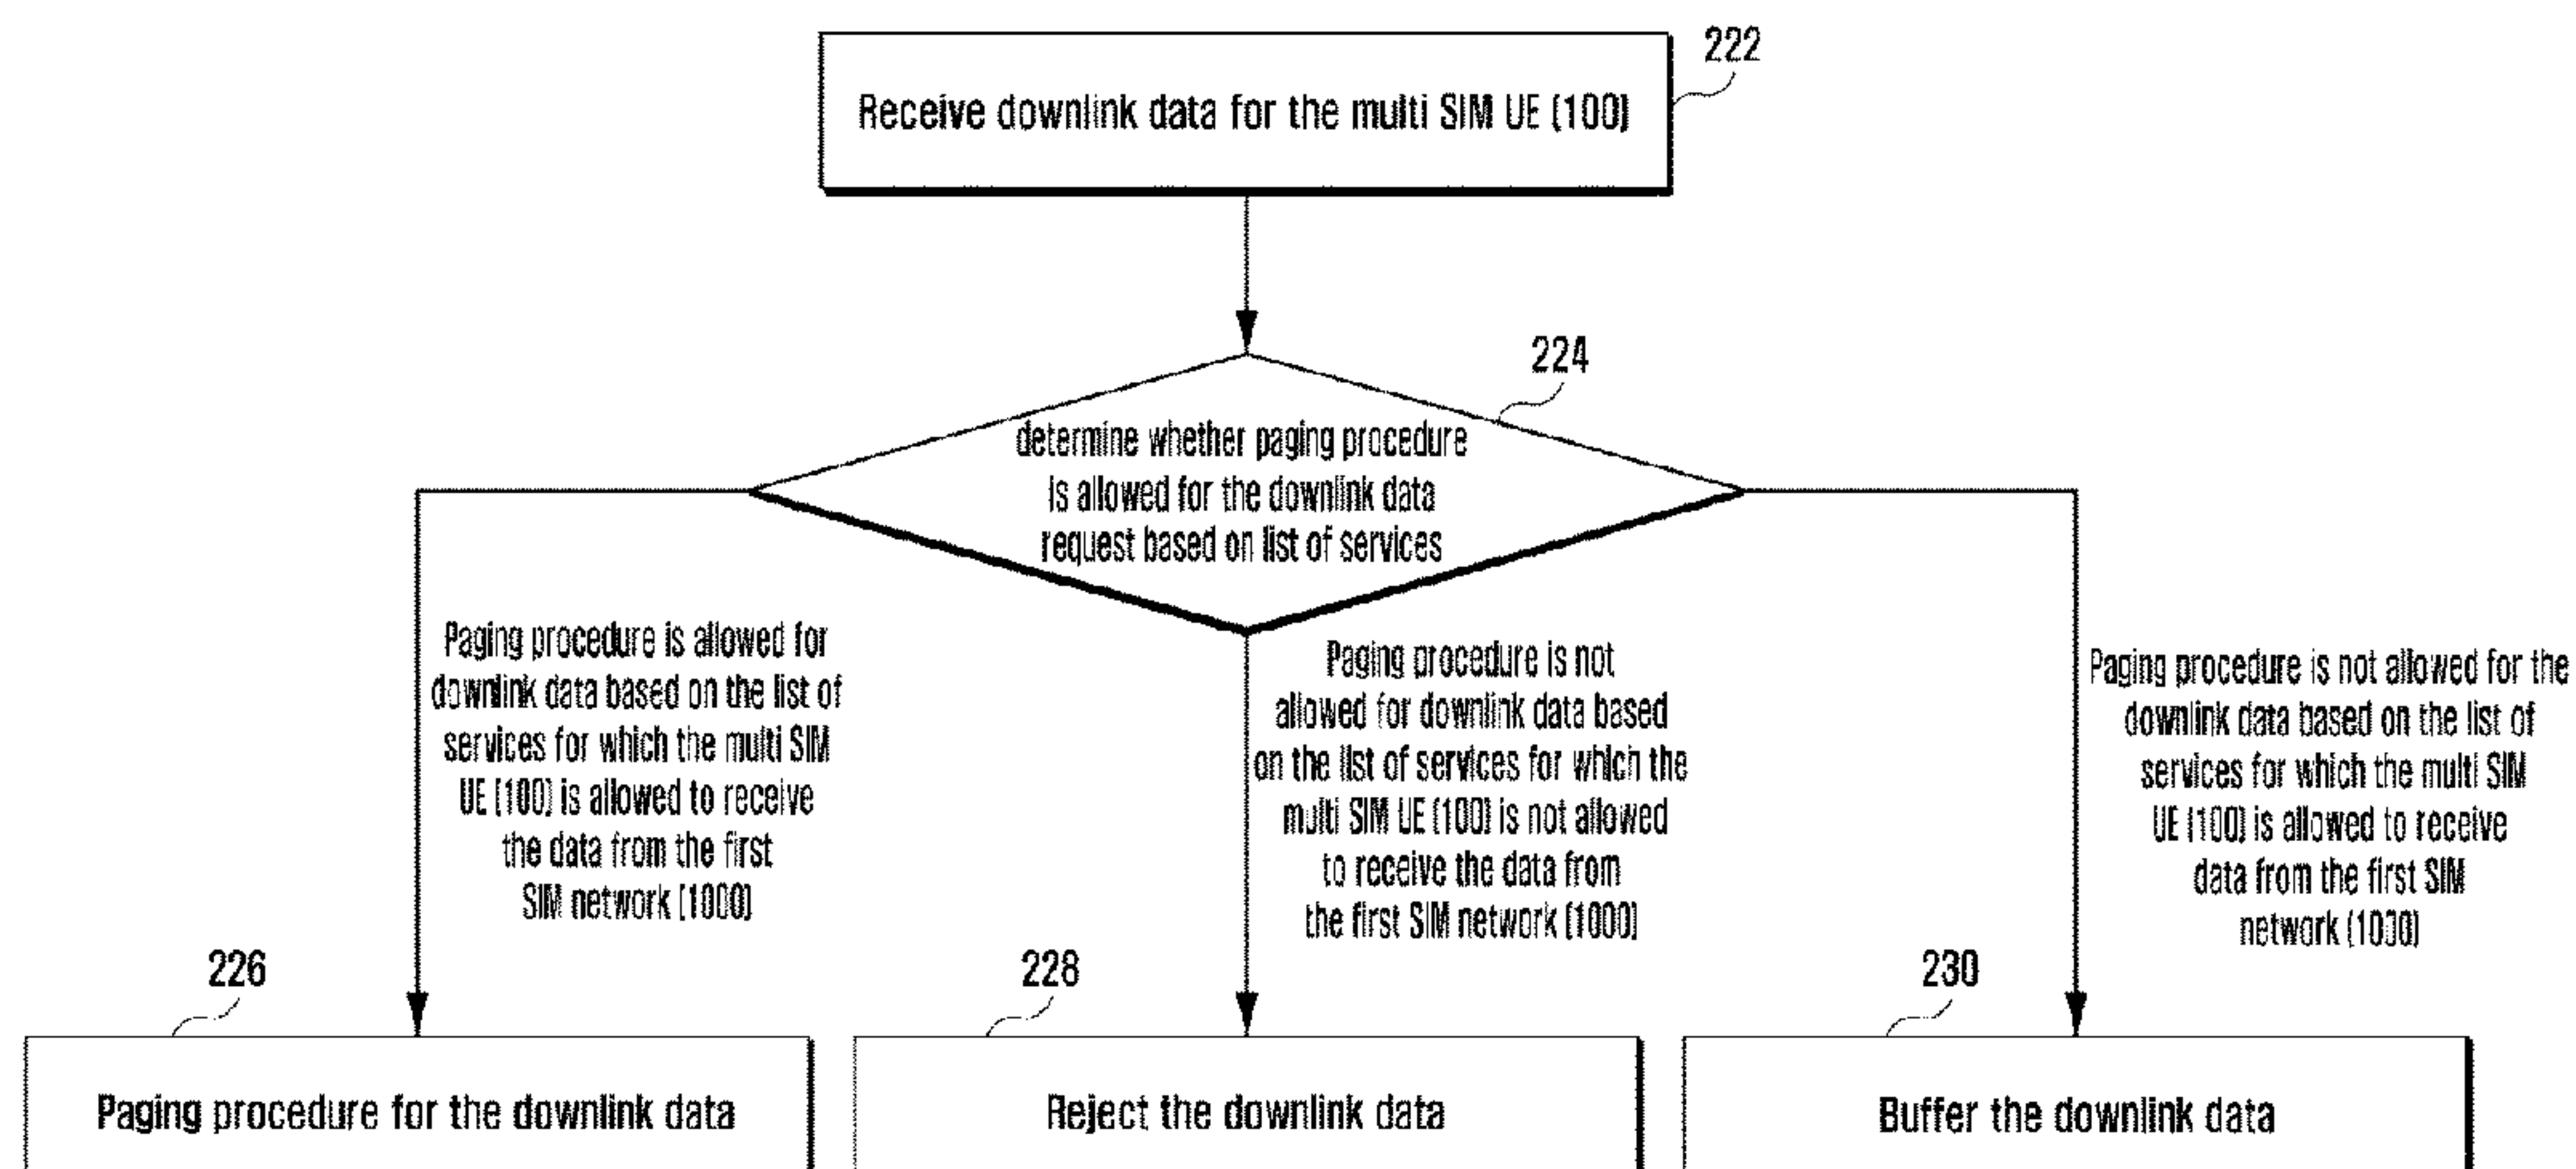 222
Receive downlink data for the multi SIM UE (100)
224
determine whether paging procedure
is allowed for the downlink data
request based on list of services
Paging procedure is allowed for
downlink data based on the list of
services for which the multi SIM
UE (100) is allowed to receive
the data from the first
SIM network (1000)
Paging procedure is not
allowed for downlink data based
on the list of services for which the
multi SIM UE (100) is not allowed
to receive the data from
the first SIM network (1000)
Paging procedure is not allowed for the
downlink data based on the list of
services for which the multi SIM
UE (100) is allowed to receive
data from the first SIM
network (1000)
226
228
230
Paging procedure for the downlink data
Reject the downlink data
Buffer the downlink data